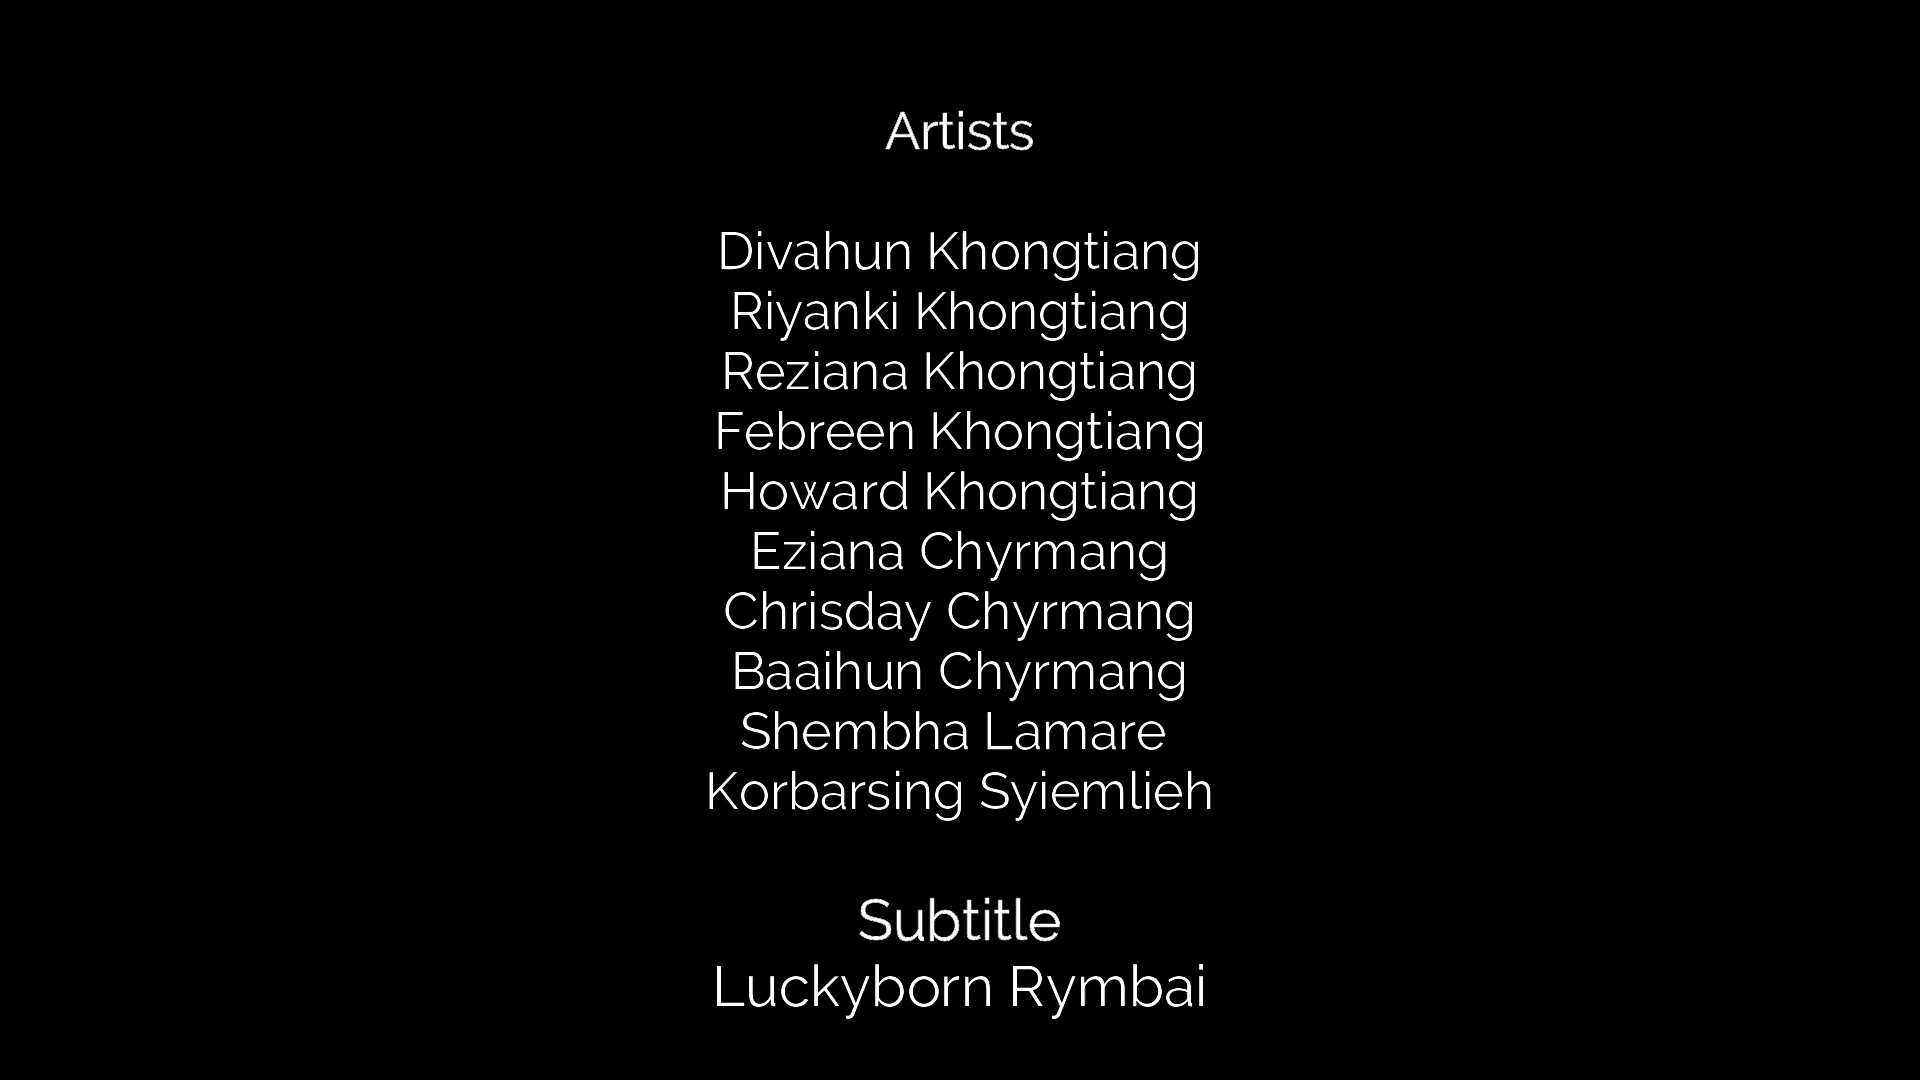 Artists
Divahun Khongtiang
Riyanki Khongtiang
Reziana Khongtiang
Febreen Khongtiang
Howard Khongtiang
Eziana Chyrmang
Chrisday Chyrmang
Baaihun Chyrmang
Shembha Lamare
Korbarsing Syiemlieh
Subtitle
Luckyborn Rymbai